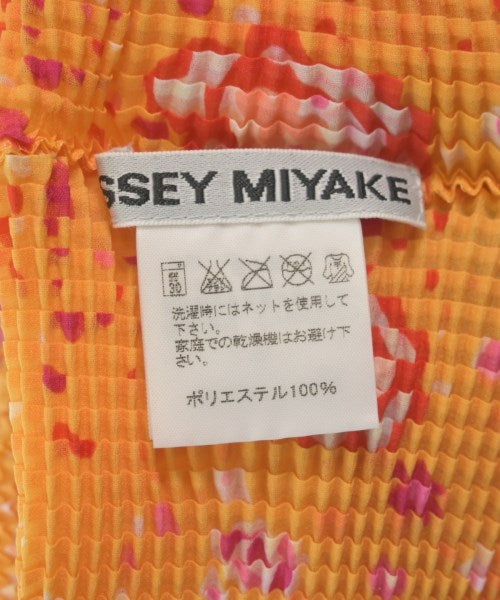 SSEY MIYAKE
30
洗濯時にはネットを使用して
下さい。
家庭での乾燥機はお避け下
さい。
ポリエステル100%